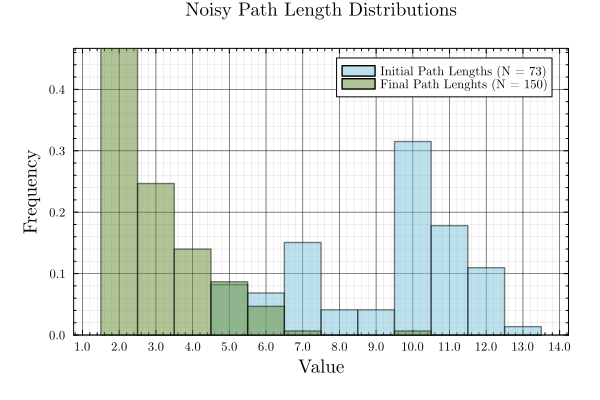 Noisy Path Length Distributions
Initial Path Lengths (N = 73)
Final Path Lenghts (N = 150)
0.4
0.3
0.2
0.1
0.0
Frequency
1.0 2.0 3.0 4.0 5.0 6.0 7.0 8.0 9.0 10.0 11.0 12.0 13.0 14.0
Value